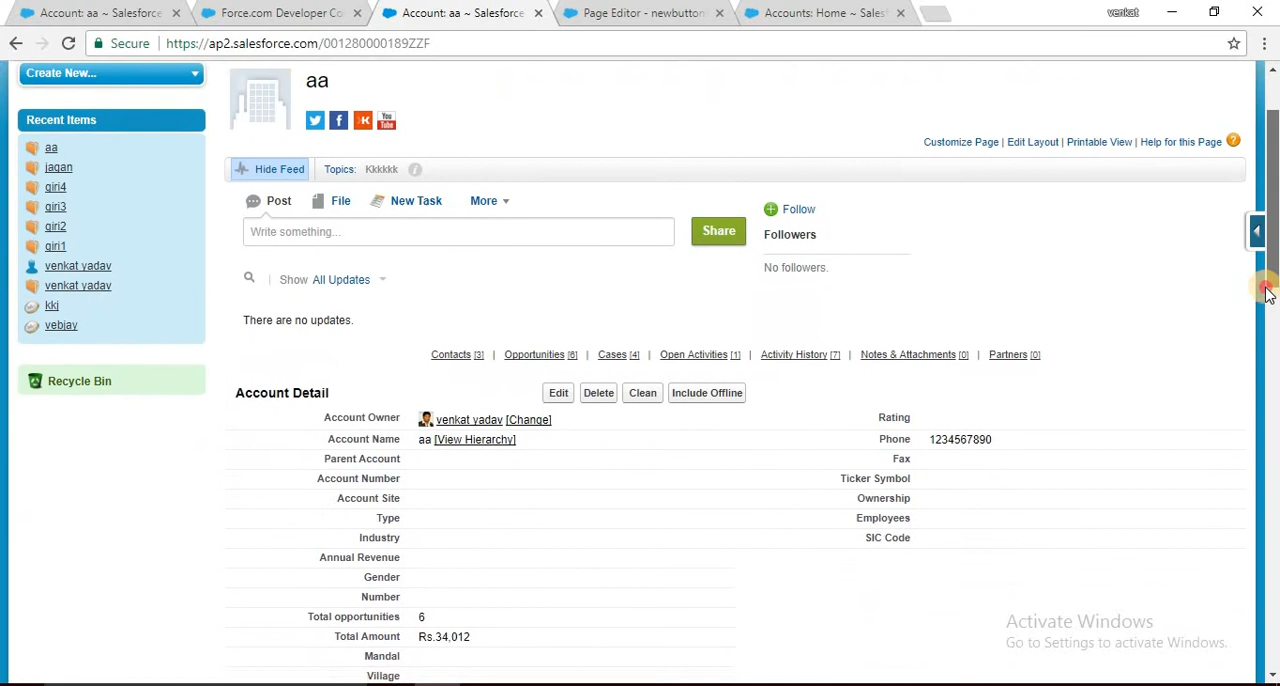 Account: aa ~ Salesforce
Force.com Developer Co
Account: aa ~ Salesforce
Page Editor - newbutton
Accounts: Home ~ Sales
venkat
Secure | https://ap2.salesforce.com/001280000189ZZF
Create New...
aa
Recent Items
aa
jagan
giri4
giri3
giri2
giri1
venkat yadav
venkat yadav
kki
vebjay
Recycle Bin
You Tube
Customize Page | Edit Layout | Printable View | Help for this Page ?
Hide Feed
Topics: Kkkkkk i
Post File New Task More
Write something...
Share
Follow
Followers
No followers.
Show All Updates
There are no updates.
Contacts [3] | Opportunities [6] | Cases [4] | Open Activities [1] | Activity History [7] | Notes & Attachments [0] | Partners [0]
Account Detail
Edit Delete Clean Include Offline
Account Owner venkat yadav [Change] Rating
Account Name aa [View Hierarchy] Phone 1234567890
Parent Account Fax
Account Number Ticker Symbol
Account Site Ownership
Type Employees
Industry SIC Code
Annual Revenue
Gender
Number
Total opportunities 6
Total Amount Rs.34,012
Mandal
Village
Activate Windows
Go to Settings to activate Windows.